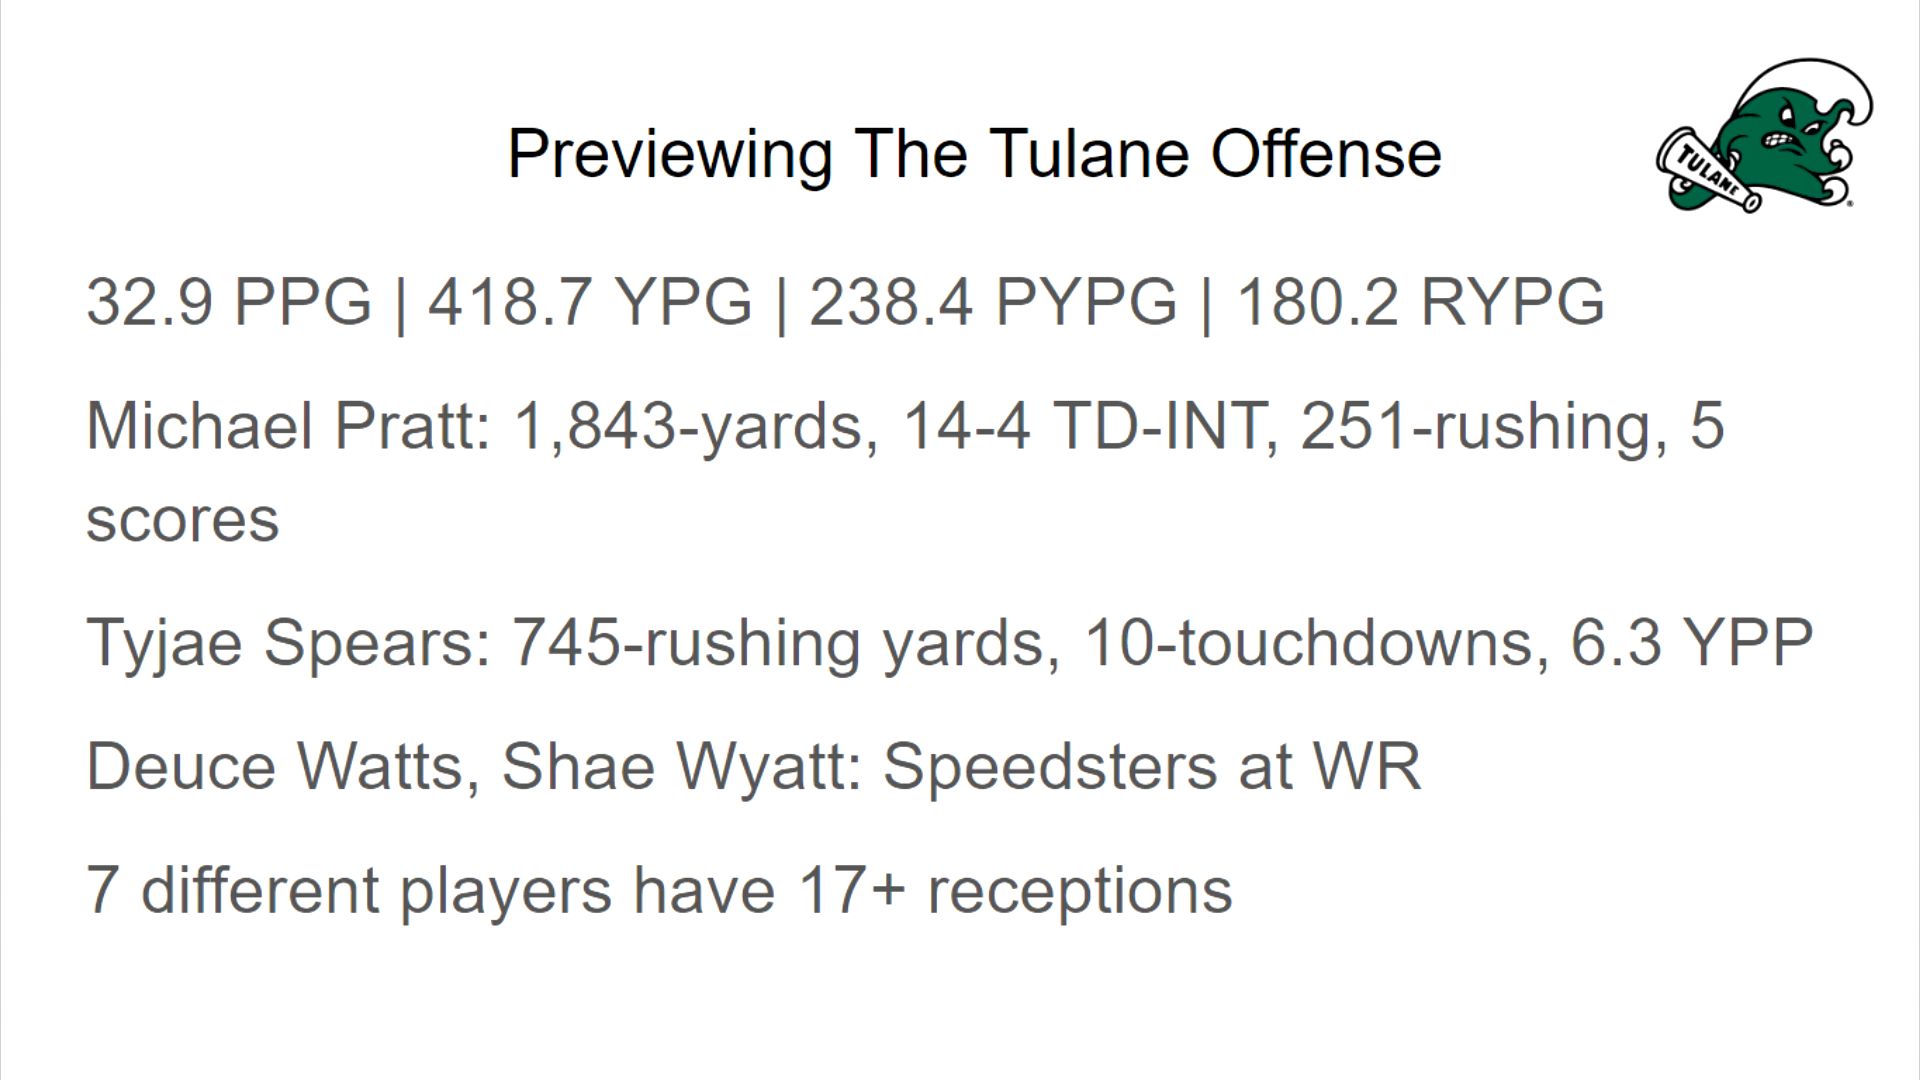 Previewing The Tulane Offense
TULANE
32.9 PPG | 418.7 YPG | 238.4 PYPG | 180.2 RYPG
Michael Pratt: 1,843-yards, 14-4 TD-INT, 251-rushing, 5
scores
Tyjae Spears: 745-rushing yards, 10-touchdowns, 6.3 YPP
Deuce Watts, Shae Wyatt: Speedsters at WR
7 different players have 17+ receptions